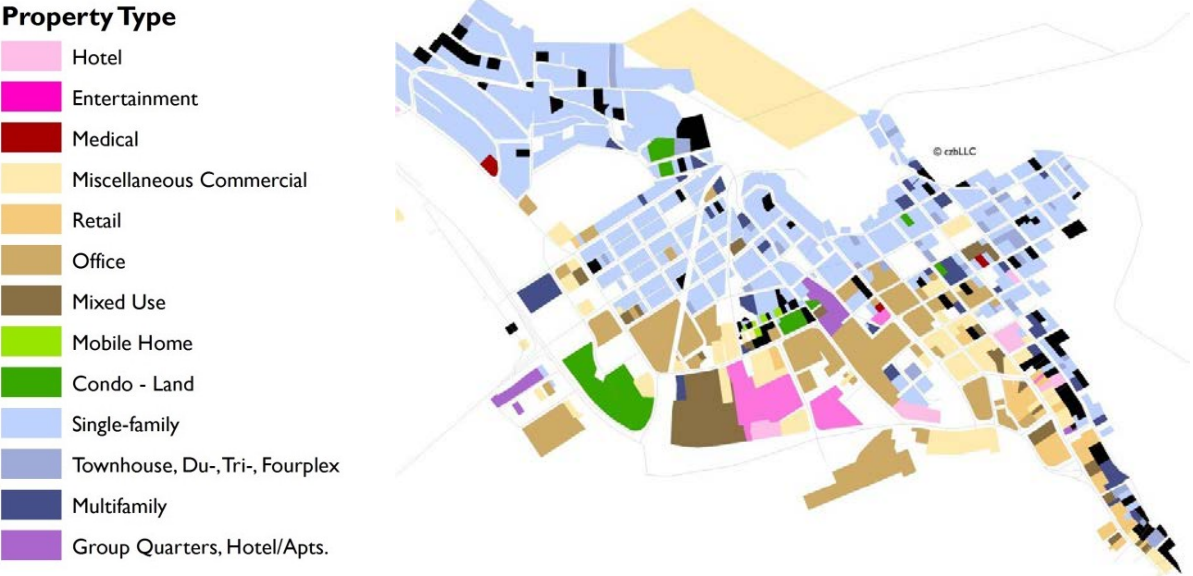 Property Type
Hotel
Entertainment
Medical
Miscellaneous Commercial
Retail
Office
Mixed Use
Mobile Home
Condo - Land
Single-family
Townhouse, Du-, Tri-, Fourplex
Multifamily
Group Quarters, Hotel/Apts.
© czbLLC